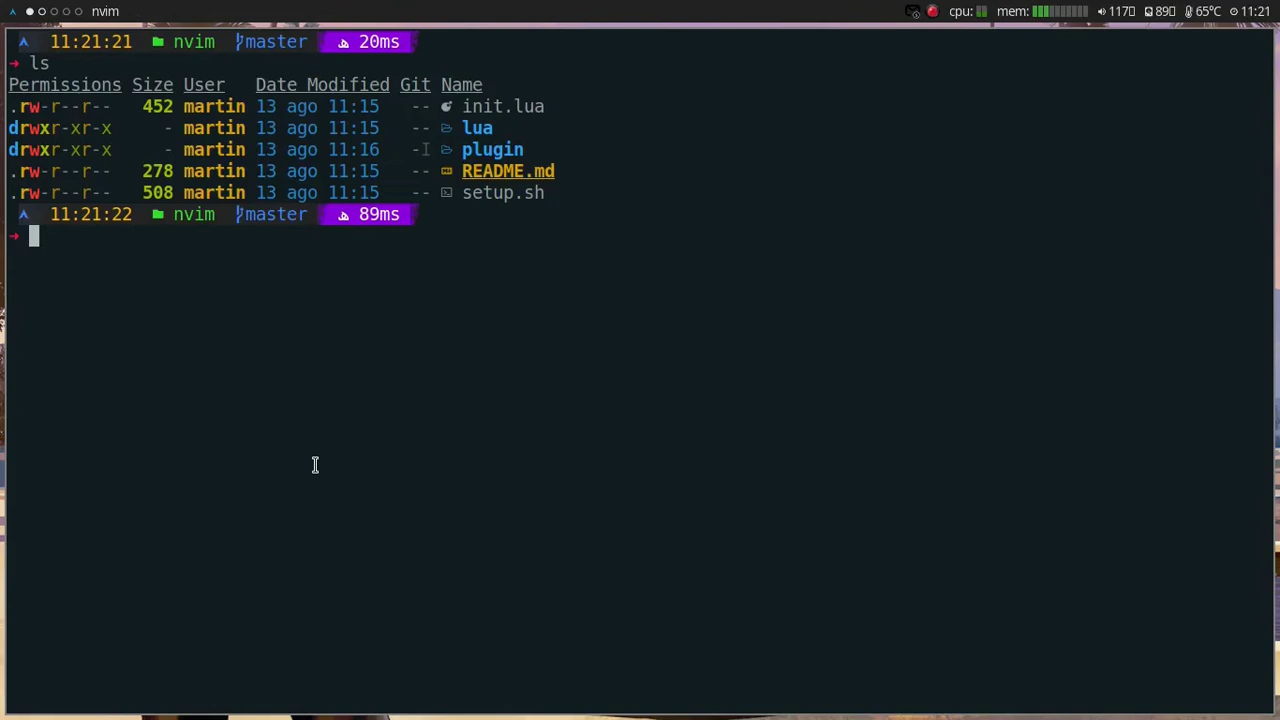 nvim cpu: mem: 117 89 65°C 11:21
11:21:21 nvim master 20ms
→ ls
Permissions Size User Date Modified Git Name
.rw-r--r-- 452 martin 13 ago 11:15 -- init.lua
drwxr-xr-x - martin 13 ago 11:15 -- lua
drwxr-xr-x - martin 13 ago 11:16 -- plugin
.rw-r--r-- 278 martin 13 ago 11:15 -- README.md
.rw-r--r-- 508 martin 13 ago 11:15 -- setup.sh
11:21:22 nvim master 89ms
→